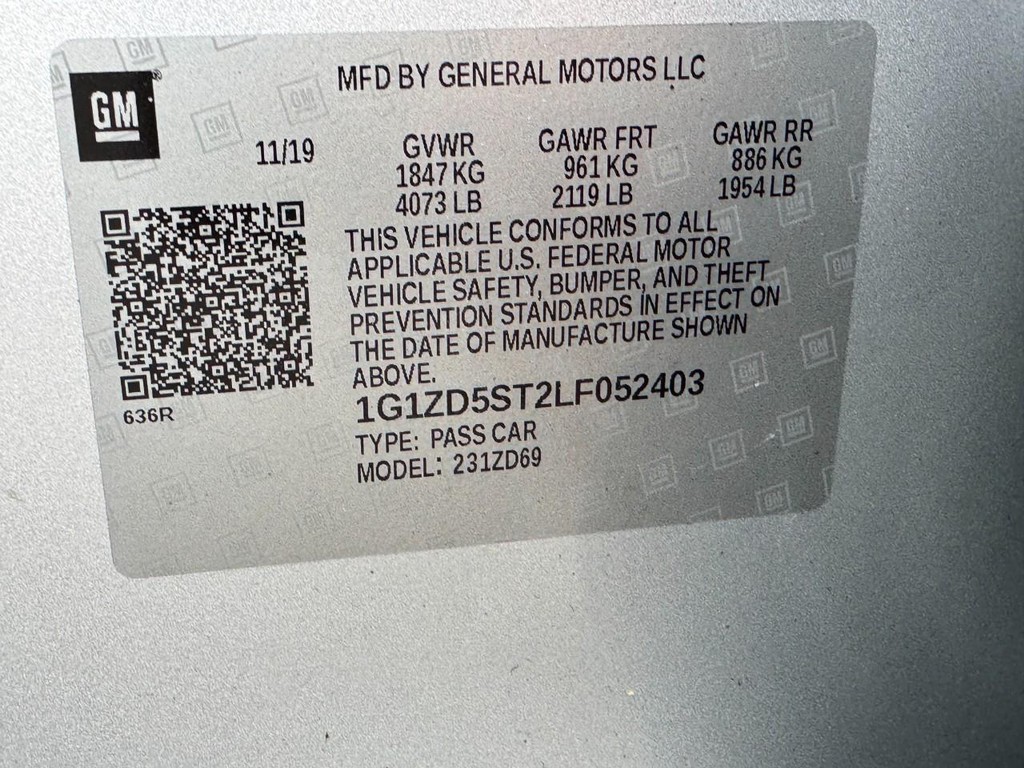 GM
MFD BY GENERAL MOTORS LLC
11/19
GVWR
1847 KG
4073 LB
GAWR FRT
961 KG
2119 LB
GAWR RR
886 KG
1954 LB
THIS VEHICLE CONFORMS TO ALL
APPLICABLE U.S. FEDERAL MOTOR
VEHICLE SAFETY, BUMPER, AND THEFT
PREVENTION STANDARDS IN EFFECT ON
THE DATE OF MANUFACTURE SHOWN
ABOVE.
636R
1G1ZD5ST2LF052403
TYPE: PASS CAR
MODEL: 231ZD69